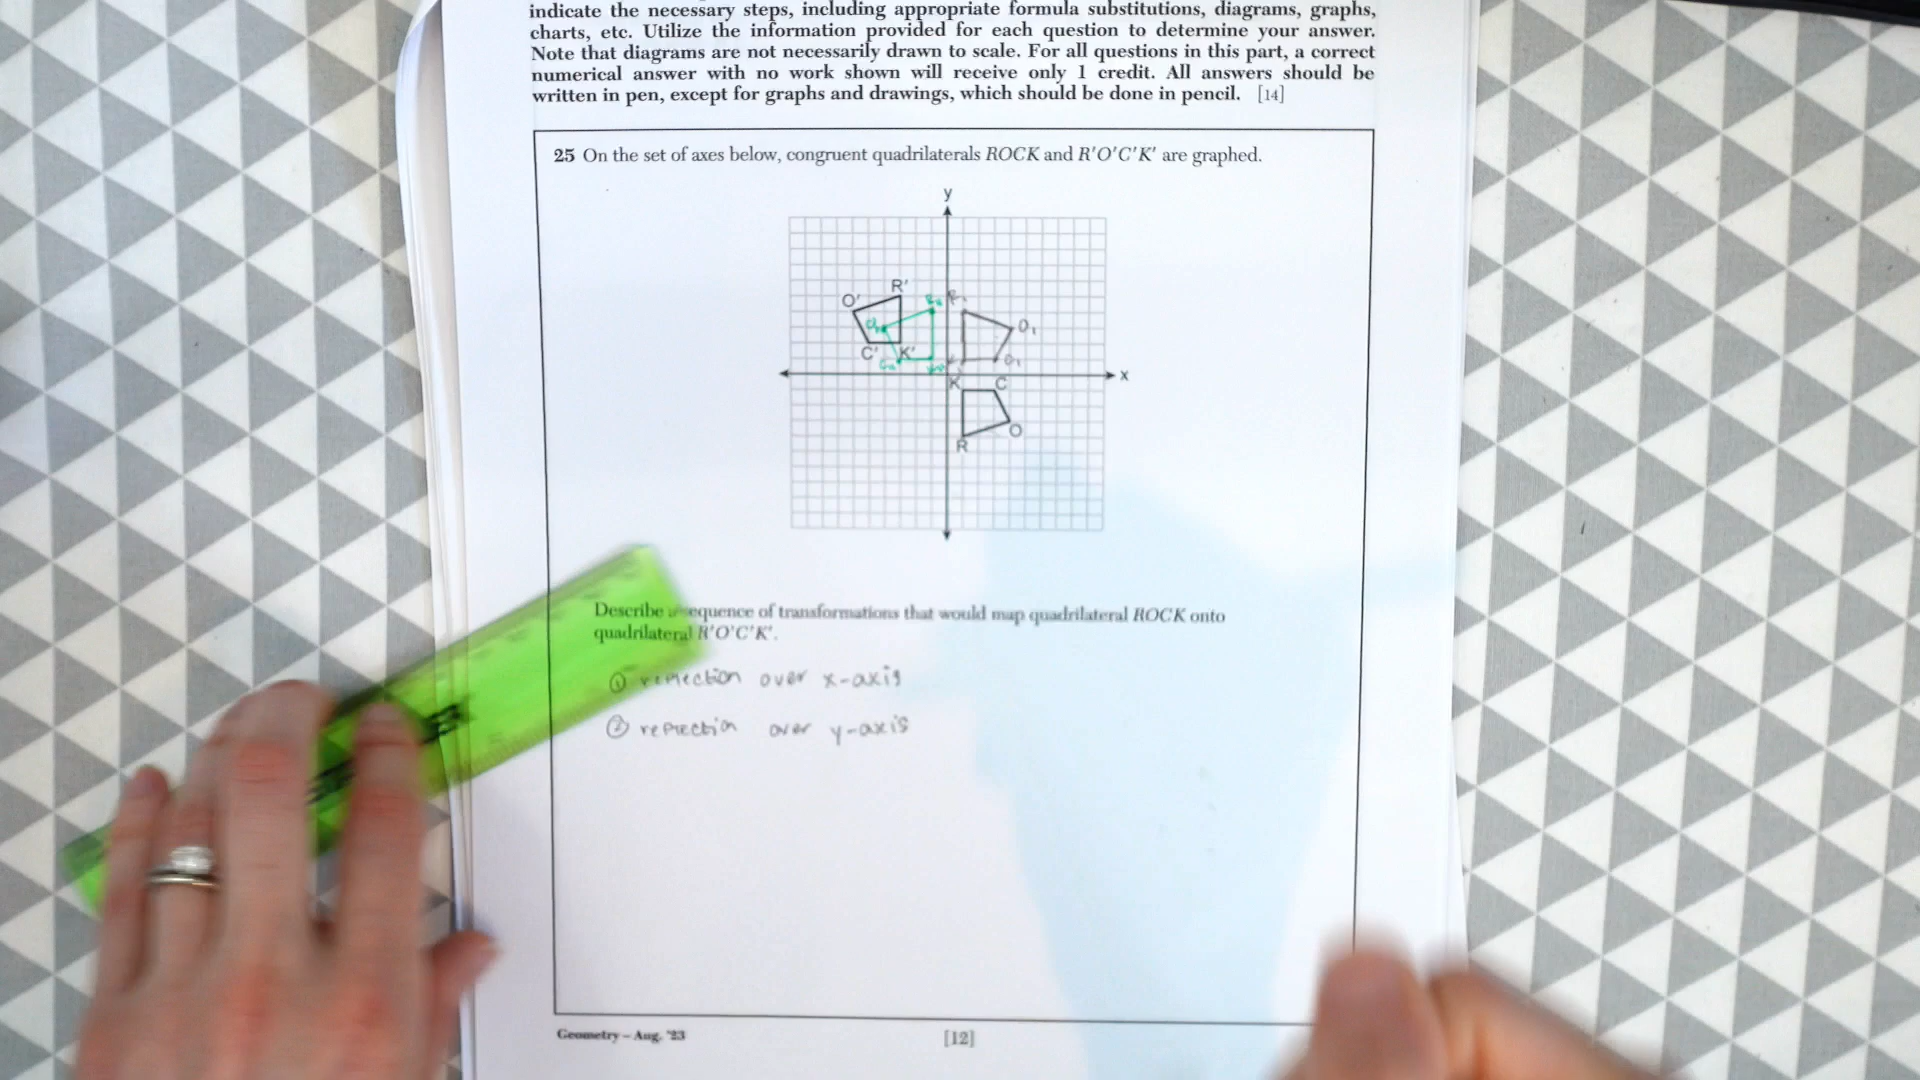 indicate the necessary steps, including appropriate formula substitutions, diagrams, graphs,
charts, etc. Utilize the information provided for each question to determine your answer.
Note that diagrams are not necessarily drawn to scale. For all questions in this part, a correct
numerical answer with no work shown will receive only 1 credit. All answers should be
written in pen, except for graphs and drawings, which should be done in pencil. [14]
25 On the set of axes below, congruent quadrilaterals ROCK and R'O'C'K' are graphed.
y
R'
O'
O₁
C' K'
x
K C
O
R
Describe sequence of transformations that would map quadrilateral ROCK onto
quadrilateral R'O'C'K'.
① reflection over x-axis
② reflection over y-axis
Geometry – Aug. '23
[12]